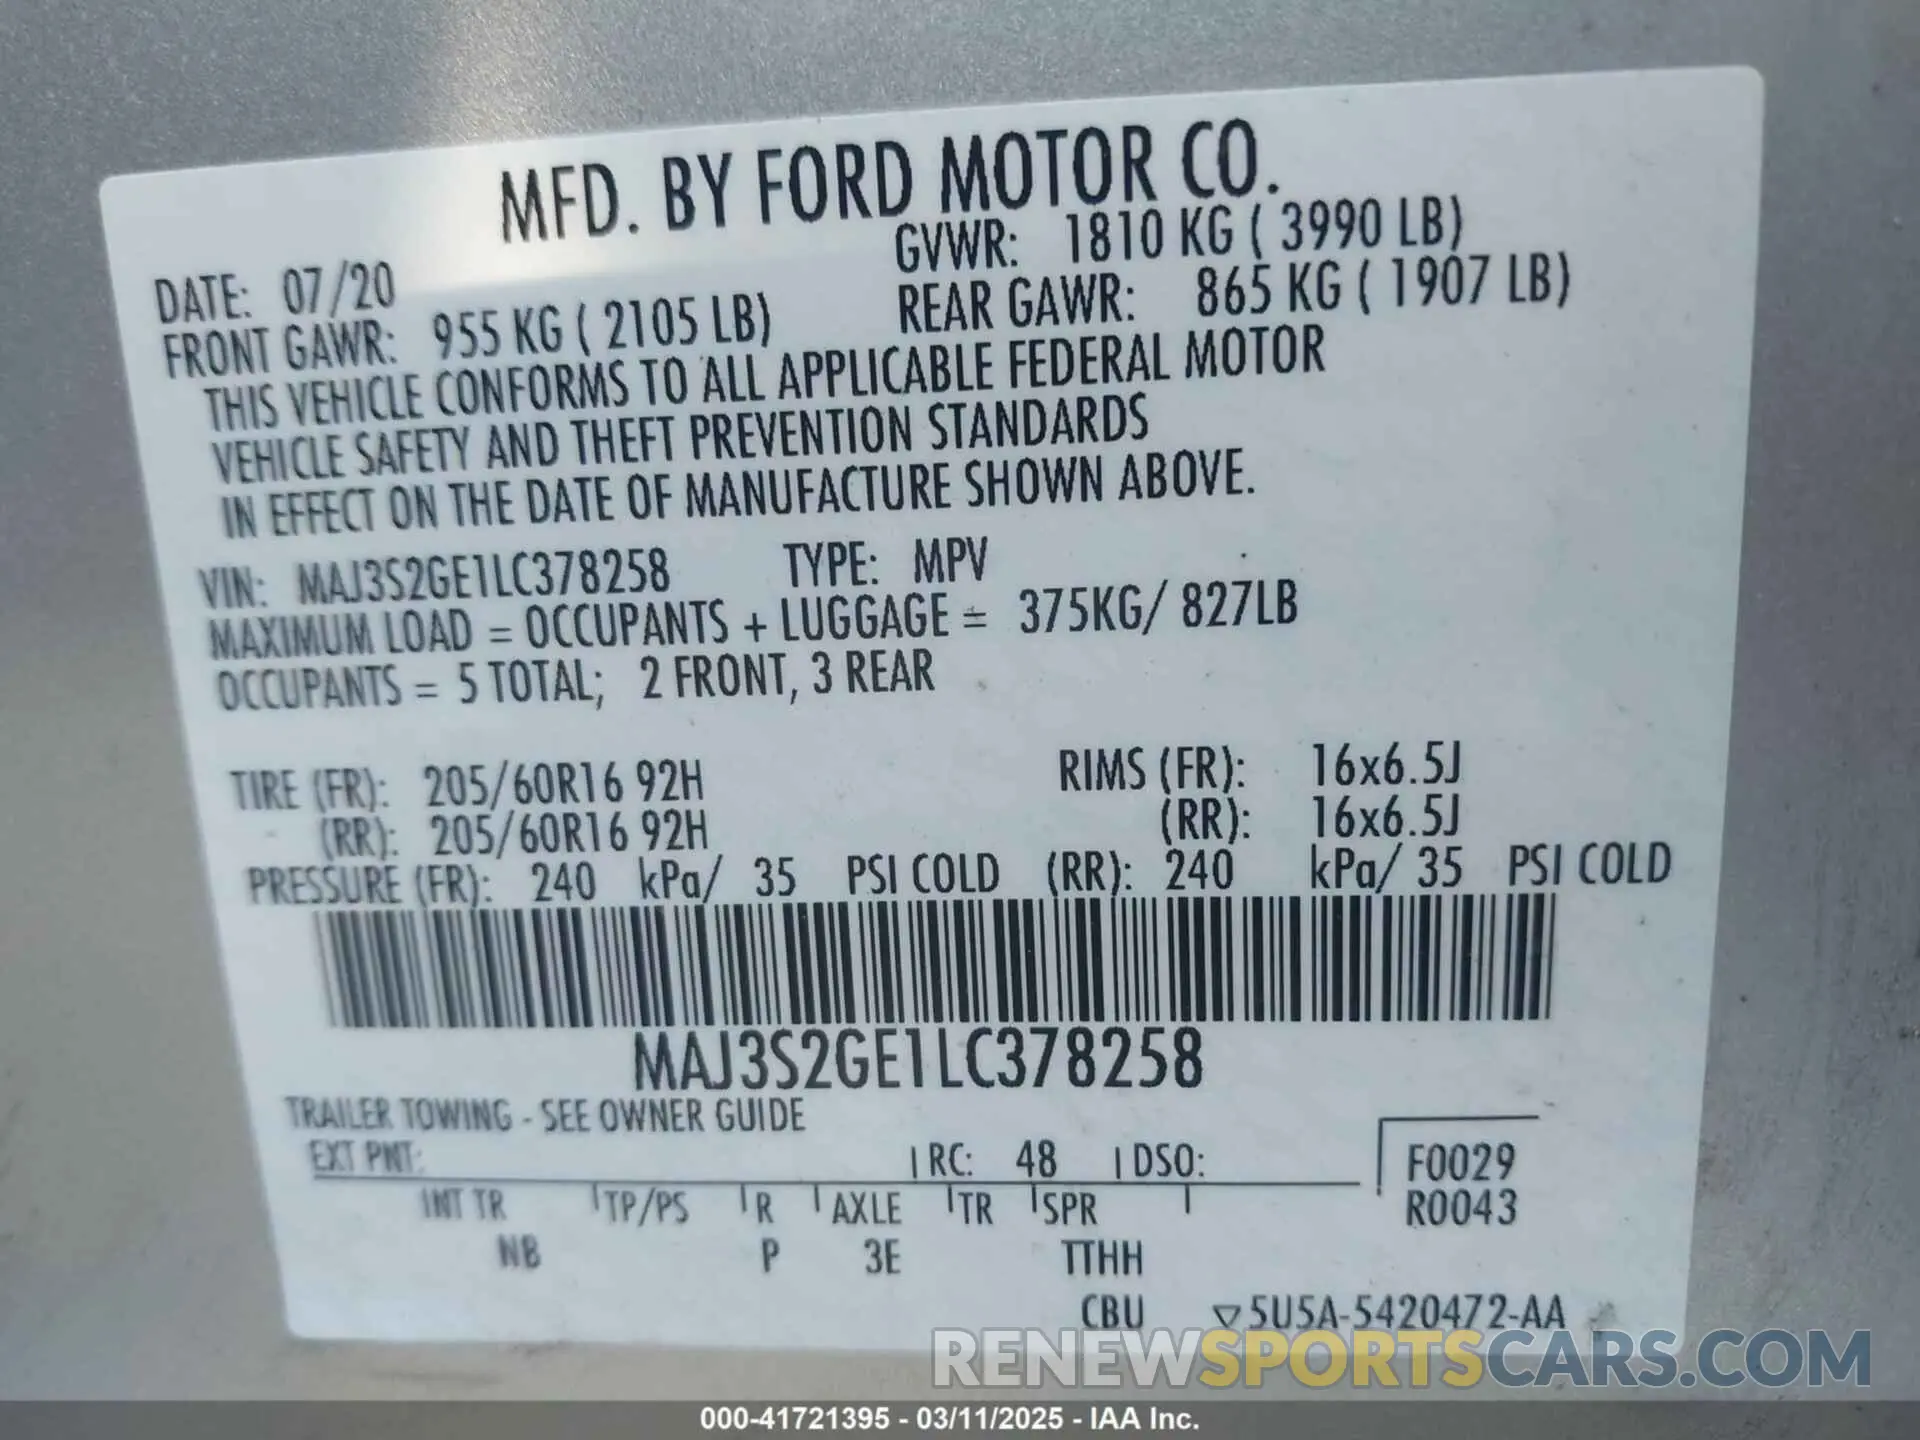 MFD. BY FORD MOTOR CO.
DATE: 07/20 GVWR: 1810 KG ( 3990 LB)
FRONT GAWR: 955 KG ( 2105 LB) REAR GAWR: 865 KG ( 1907 LB)
THIS VEHICLE CONFORMS TO ALL APPLICABLE FEDERAL MOTOR
VEHICLE SAFETY AND THEFT PREVENTION STANDARDS
IN EFFECT ON THE DATE OF MANUFACTURE SHOWN ABOVE.
VIN: MAJ3S2GE1LC378258 TYPE: MPV
MAXIMUM LOAD = OCCUPANTS + LUGGAGE = 375KG/ 827LB
OCCUPANTS = 5 TOTAL; 2 FRONT, 3 REAR
TIRE (FR): 205/60R16 92H RIMS (FR): 16x6.5J
(RR): 205/60R16 92H (RR): 16x6.5J
PRESSURE (FR): 240 kPa/ 35 PSI COLD (RR): 240 kPa/ 35 PSI COLD
MAJ3S2GE1LC378258
TRAILER TOWING - SEE OWNER GUIDE
EXT PNT: RC: 48 DSO: F0029
INT TR TP/PS R AXLE TR SPR R0043
NB P 3E TTHH
CBU ▽5U5A-5420472-AA
RENEWSPORTSCARS.COM
000-41721395 - 03/11/2025 - IAA Inc.